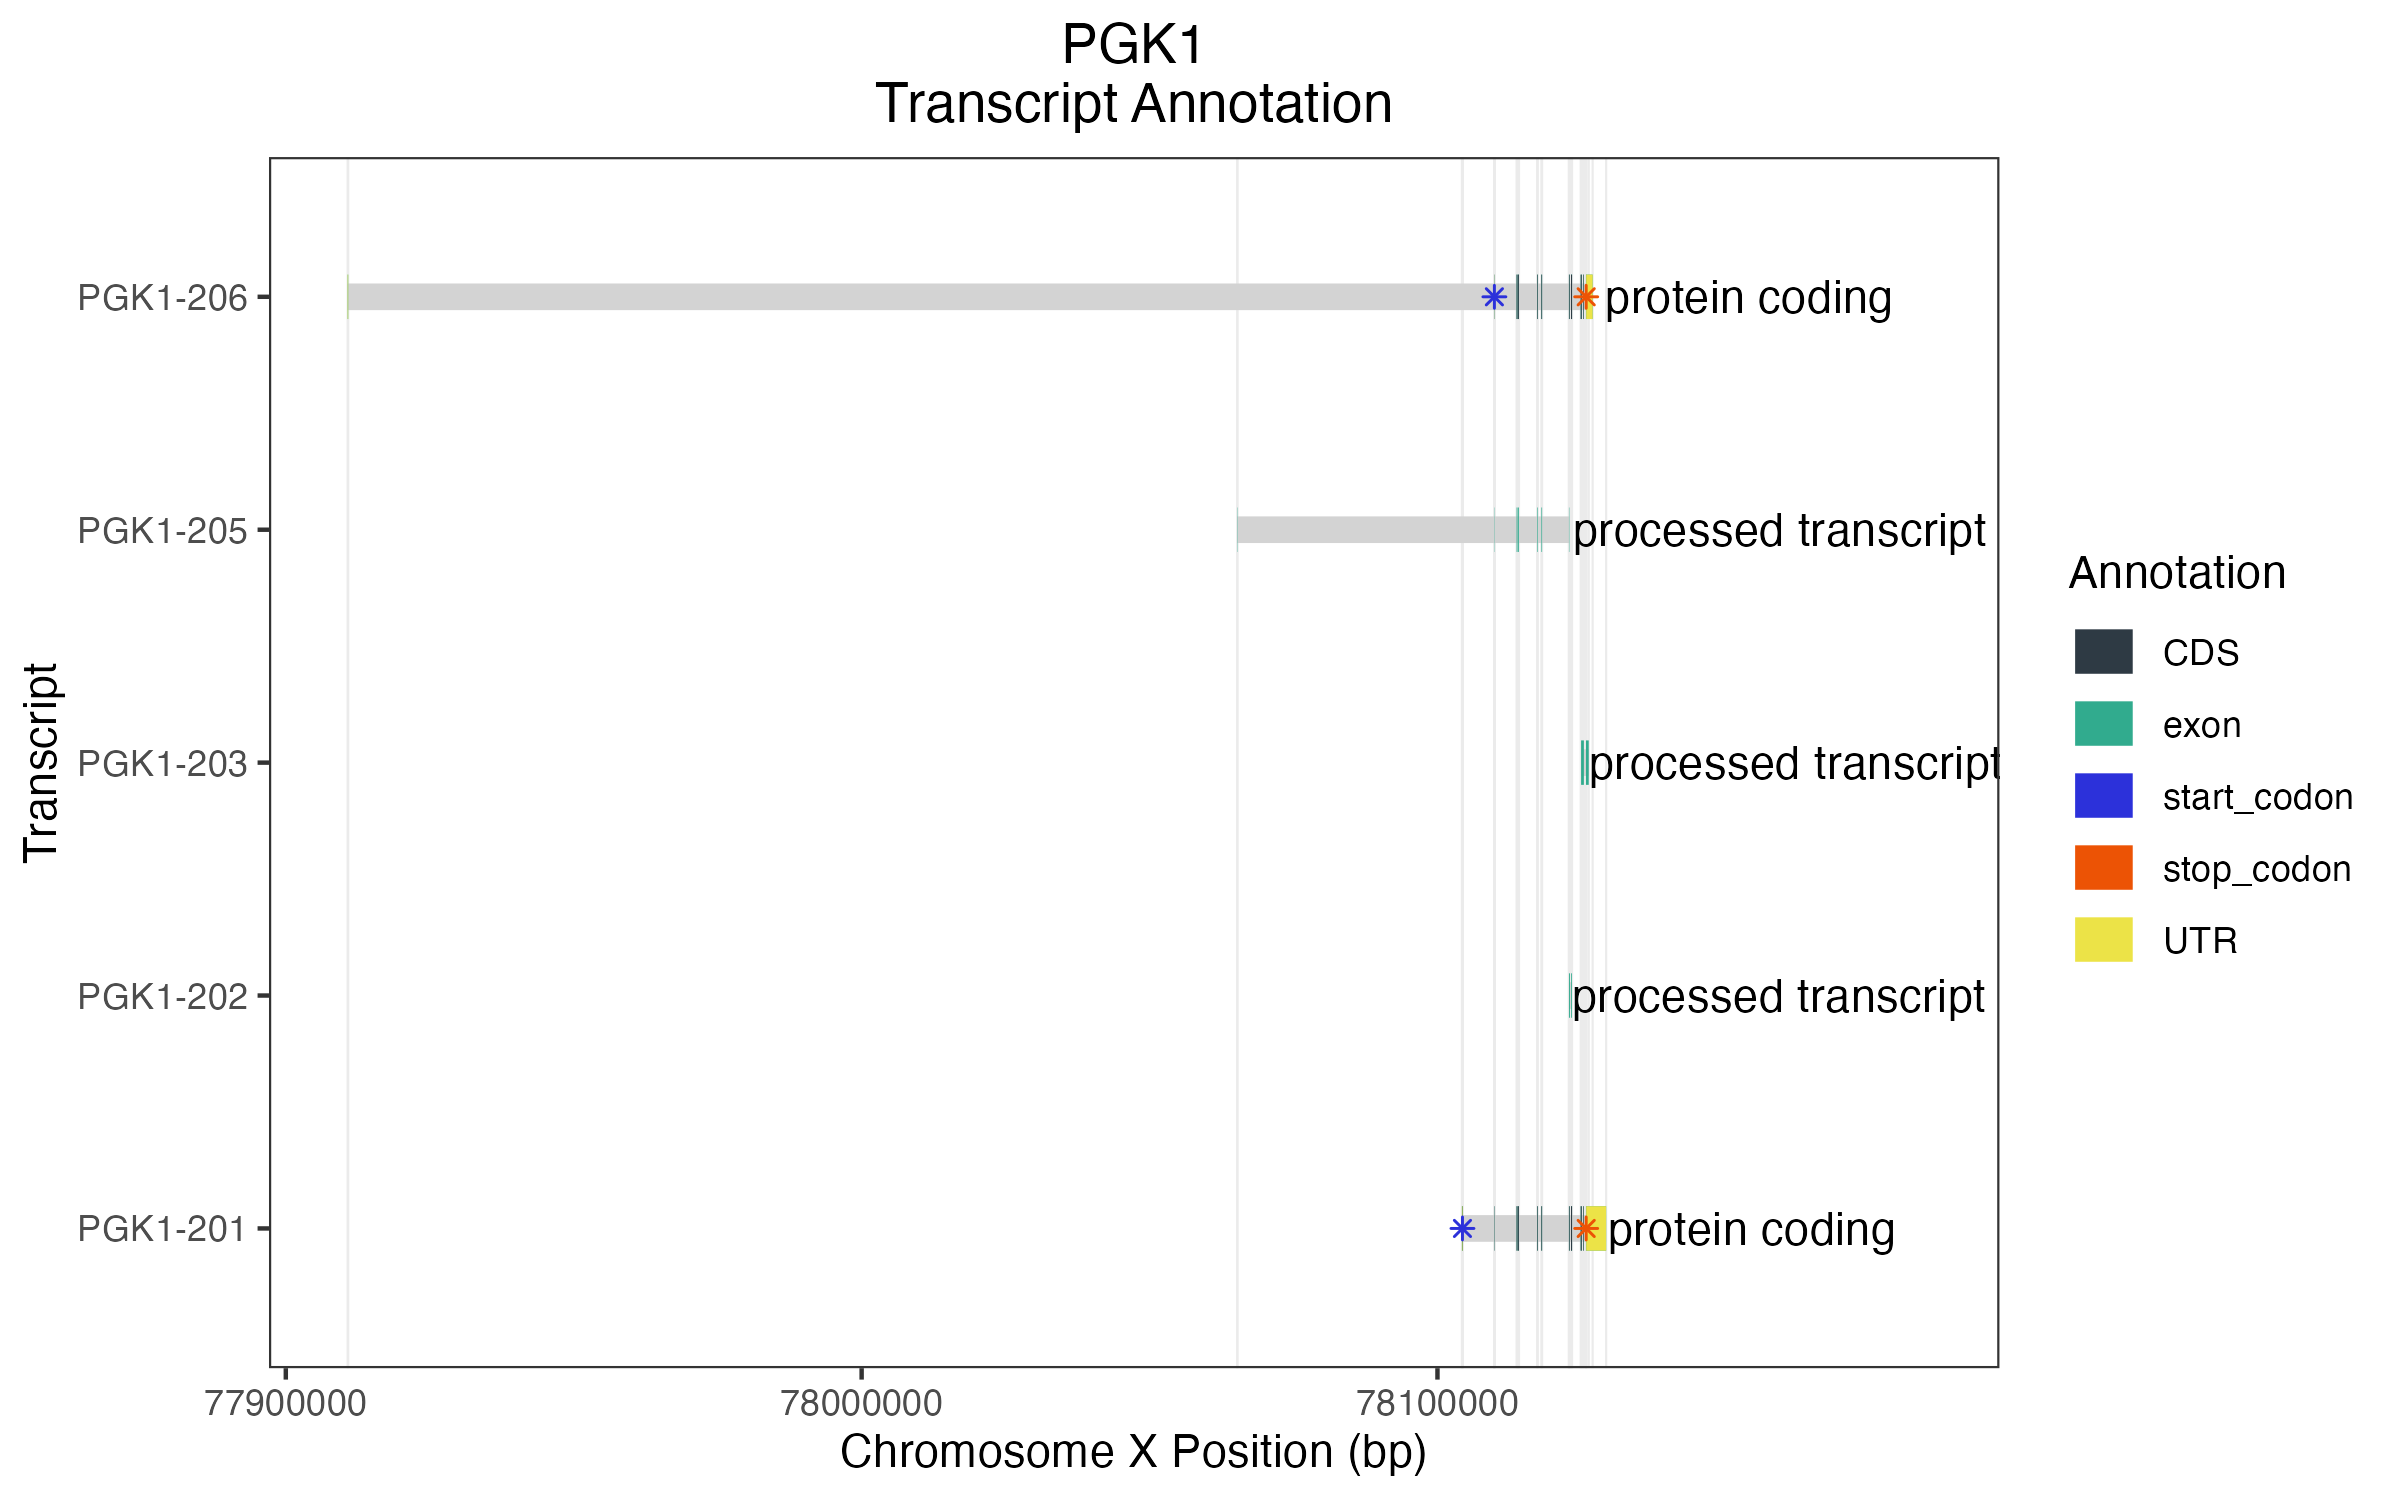 PGK1
Transcript Annotation
Transcript
PGK1-206
protein coding
PGK1-205
processed transcript
PGK1-203
processed transcript
PGK1-202
processed transcript
PGK1-201
protein coding
77900000
78000000
78100000
Chromosome X Position (bp)
Annotation
CDS
exon
start_codon
stop_codon
UTR